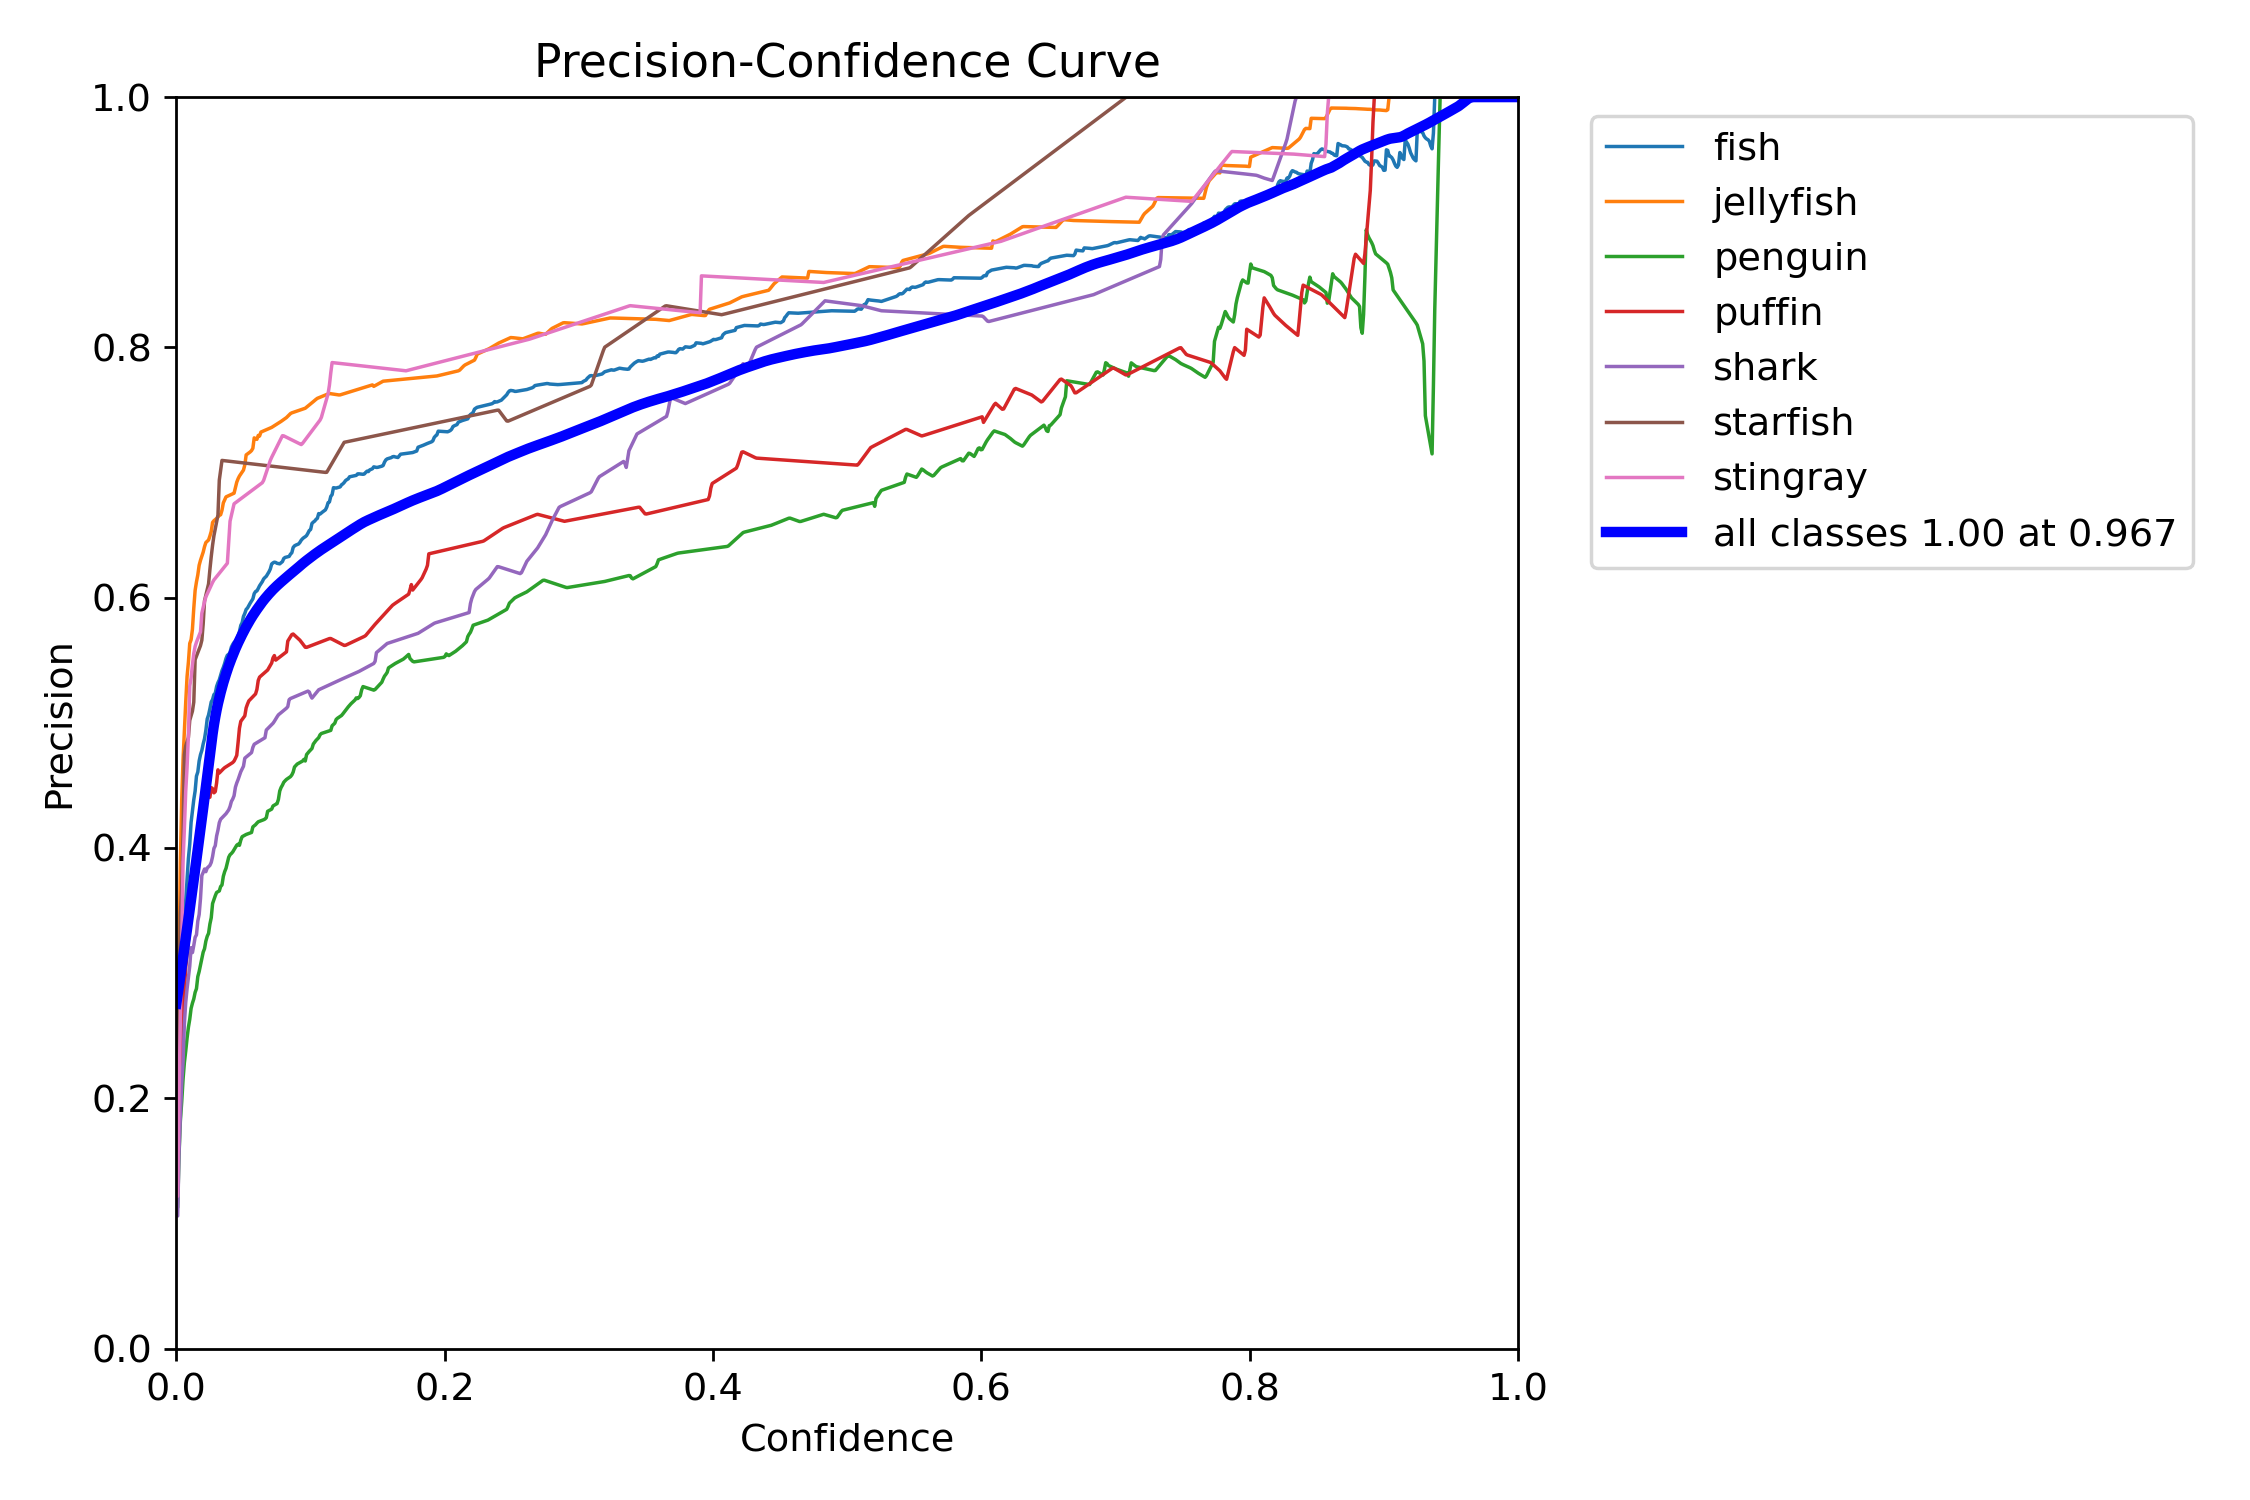 Precision-Confidence Curve
1.0
0.8
0.6
0.4
0.2
0.0
Precision
0.0 0.2 0.4 0.6 0.8 1.0
Confidence
fish
jellyfish
penguin
puffin
shark
starfish
stingray
all classes 1.00 at 0.967